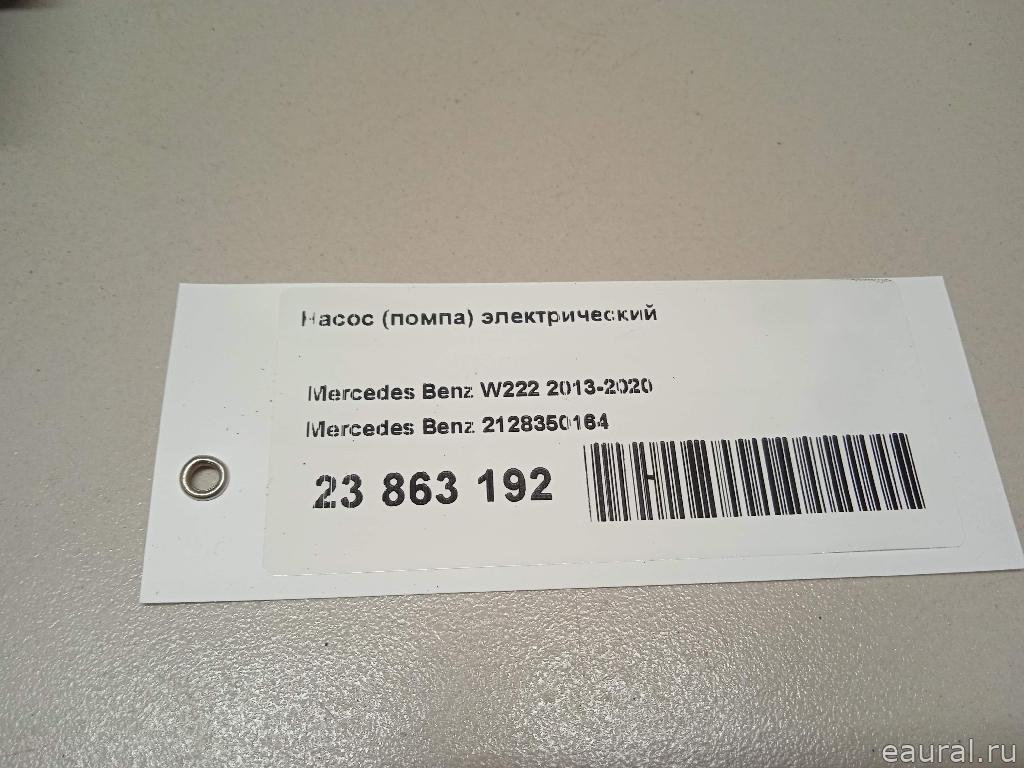 Насос (помпа) электрический
Mercedes Benz W222 2013-2020
Mercedes Benz 2128350164
23 863 192
eaural.ru